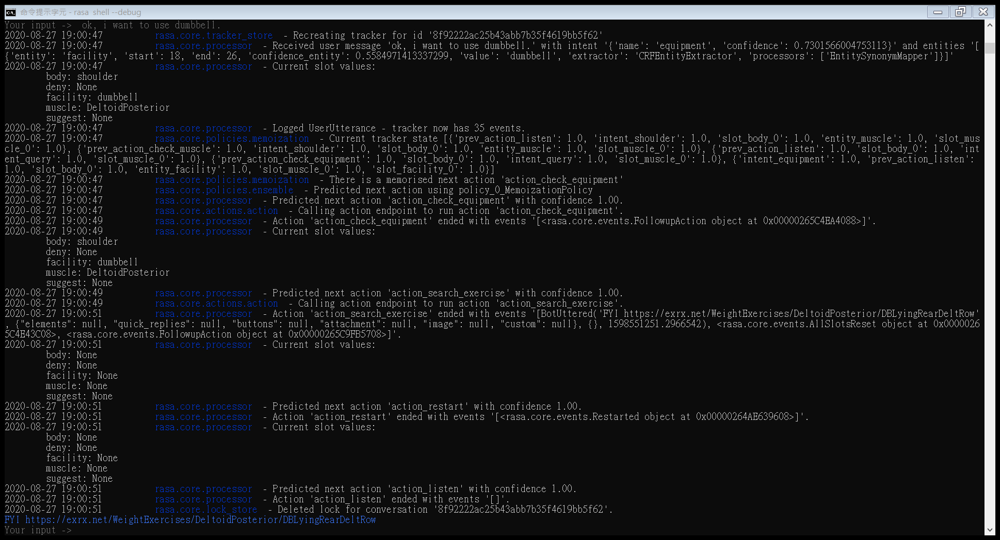 命令提示字元 - rasa  shell --debug
Your input ->  ok, i want to use dumbbell.
2020-08-27 19:00:47 rasa.core.tracker_store  - Recreating tracker for id '8f92222ac25b43abb7b35f4619bb5f62'
2020-08-27 19:00:47 rasa.core.processor  - Received user message 'ok, i want to use dumbbell.' with intent '{'name': 'equipment', 'confidence': 0.7301566004753113}' and entities '[
{'entity': 'facility', 'start': 18, 'end': 26, 'confidence_entity': 0.5584971413337299, 'value': 'dumbbell', 'extractor': 'CRFEntityExtractor', 'processors': ['EntitySynonymMapper']}]'
2020-08-27 19:00:47 rasa.core.processor  - Current slot values:
body: shoulder
deny: None
facility: dumbbell
muscle: DeltoidPosterior
suggest: None
2020-08-27 19:00:47 rasa.core.processor  - Logged UserUtterance - tracker now has 35 events.
2020-08-27 19:00:47 rasa.core.policies.memoization  - Current tracker state [{'prev_action_listen': 1.0, 'intent_shoulder': 1.0, 'slot_body_0': 1.0, 'entity_muscle': 1.0, 'slot_mus
cle_0': 1.0}, {'prev_action_check_muscle': 1.0, 'intent_shoulder': 1.0, 'slot_body_0': 1.0, 'entity_muscle': 1.0, 'slot_muscle_0': 1.0}, {'prev_action_listen': 1.0, 'slot_body_0': 1.0, 'int
ent_query': 1.0, 'slot_muscle_0': 1.0}, {'prev_action_check_equipment': 1.0, 'slot_body_0': 1.0, 'intent_query': 1.0, 'slot_muscle_0': 1.0}, {'intent_equipment': 1.0, 'prev_action_listen':
1.0, 'slot_body_0': 1.0, 'entity_facility': 1.0, 'slot_muscle_0': 1.0, 'slot_facility_0': 1.0}]
2020-08-27 19:00:47 rasa.core.policies.memoization  - There is a memorised next action 'action_check_equipment'
2020-08-27 19:00:47 rasa.core.policies.ensemble  - Predicted next action using policy_0_MemoizationPolicy
2020-08-27 19:00:47 rasa.core.processor  - Predicted next action 'action_check_equipment' with confidence 1.00.
2020-08-27 19:00:47 rasa.core.actions.action  - Calling action endpoint to run action 'action_check_equipment'.
2020-08-27 19:00:49 rasa.core.processor  - Action 'action_check_equipment' ended with events '[<rasa.core.events.FollowupAction object at 0x00000265C4EA4088>]'.
2020-08-27 19:00:49 rasa.core.processor  - Current slot values:
body: shoulder
deny: None
facility: dumbbell
muscle: DeltoidPosterior
suggest: None
2020-08-27 19:00:49 rasa.core.processor  - Predicted next action 'action_search_exercise' with confidence 1.00.
2020-08-27 19:00:49 rasa.core.actions.action  - Calling action endpoint to run action 'action_search_exercise'.
2020-08-27 19:00:51 rasa.core.processor  - Action 'action_search_exercise' ended with events '[BotUttered('FYI https://exrx.net/WeightExercises/DeltoidPosterior/DBLyingRearDeltRow'
, {"elements": null, "quick_replies": null, "buttons": null, "attachment": null, "image": null, "custom": null}, {}, 1598551251.2966542), <rasa.core.events.AllSlotsReset object at 0x0000026
5C4E43C08>, <rasa.core.events.FollowupAction object at 0x00000265C9FB5708>]'.
2020-08-27 19:00:51 rasa.core.processor  - Current slot values:
body: None
deny: None
facility: None
muscle: None
suggest: None
2020-08-27 19:00:51 rasa.core.processor  - Predicted next action 'action_restart' with confidence 1.00.
2020-08-27 19:00:51 rasa.core.processor  - Action 'action_restart' ended with events '[<rasa.core.events.Restarted object at 0x00000264AE639608>]'.
2020-08-27 19:00:51 rasa.core.processor  - Current slot values:
body: None
deny: None
facility: None
muscle: None
suggest: None
2020-08-27 19:00:51 rasa.core.processor  - Predicted next action 'action_listen' with confidence 1.00.
2020-08-27 19:00:51 rasa.core.processor  - Action 'action_listen' ended with events '[]'.
2020-08-27 19:00:51 rasa.core.lock_store  - Deleted lock for conversation '8f92222ac25b43abb7b35f4619bb5f62'.
FYI https://exrx.net/WeightExercises/DeltoidPosterior/DBLyingRearDeltRow
Your input ->